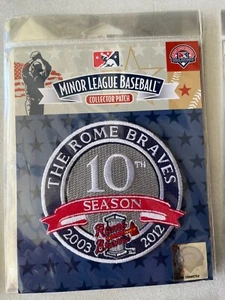 MINOR LEAGUE BASEBALL
COLLECTOR PATCH
THE ROME BRAVES
10TH
SEASON
Rome
Braves
2003 2012